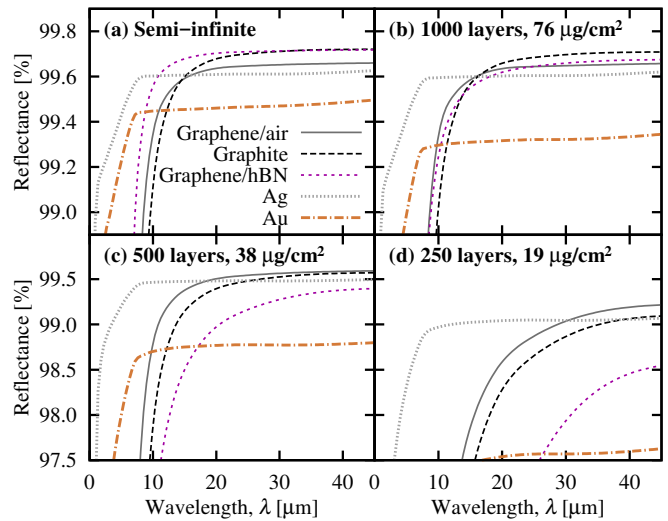 (a) Semi−infinite
(b) 1000 layers, 76 μg/cm²
Reflectance [%]
99.8
99.6
99.4
99.2
99.0
Graphene/air
Graphite
Graphene/hBN
Ag
Au
(c) 500 layers, 38 μg/cm²
(d) 250 layers, 19 μg/cm²
Reflectance [%]
99.5
99.0
98.5
98.0
97.5
0 10 20 30 40
0 10 20 30 40
Wavelength, λ [μm]
Wavelength, λ [μm]